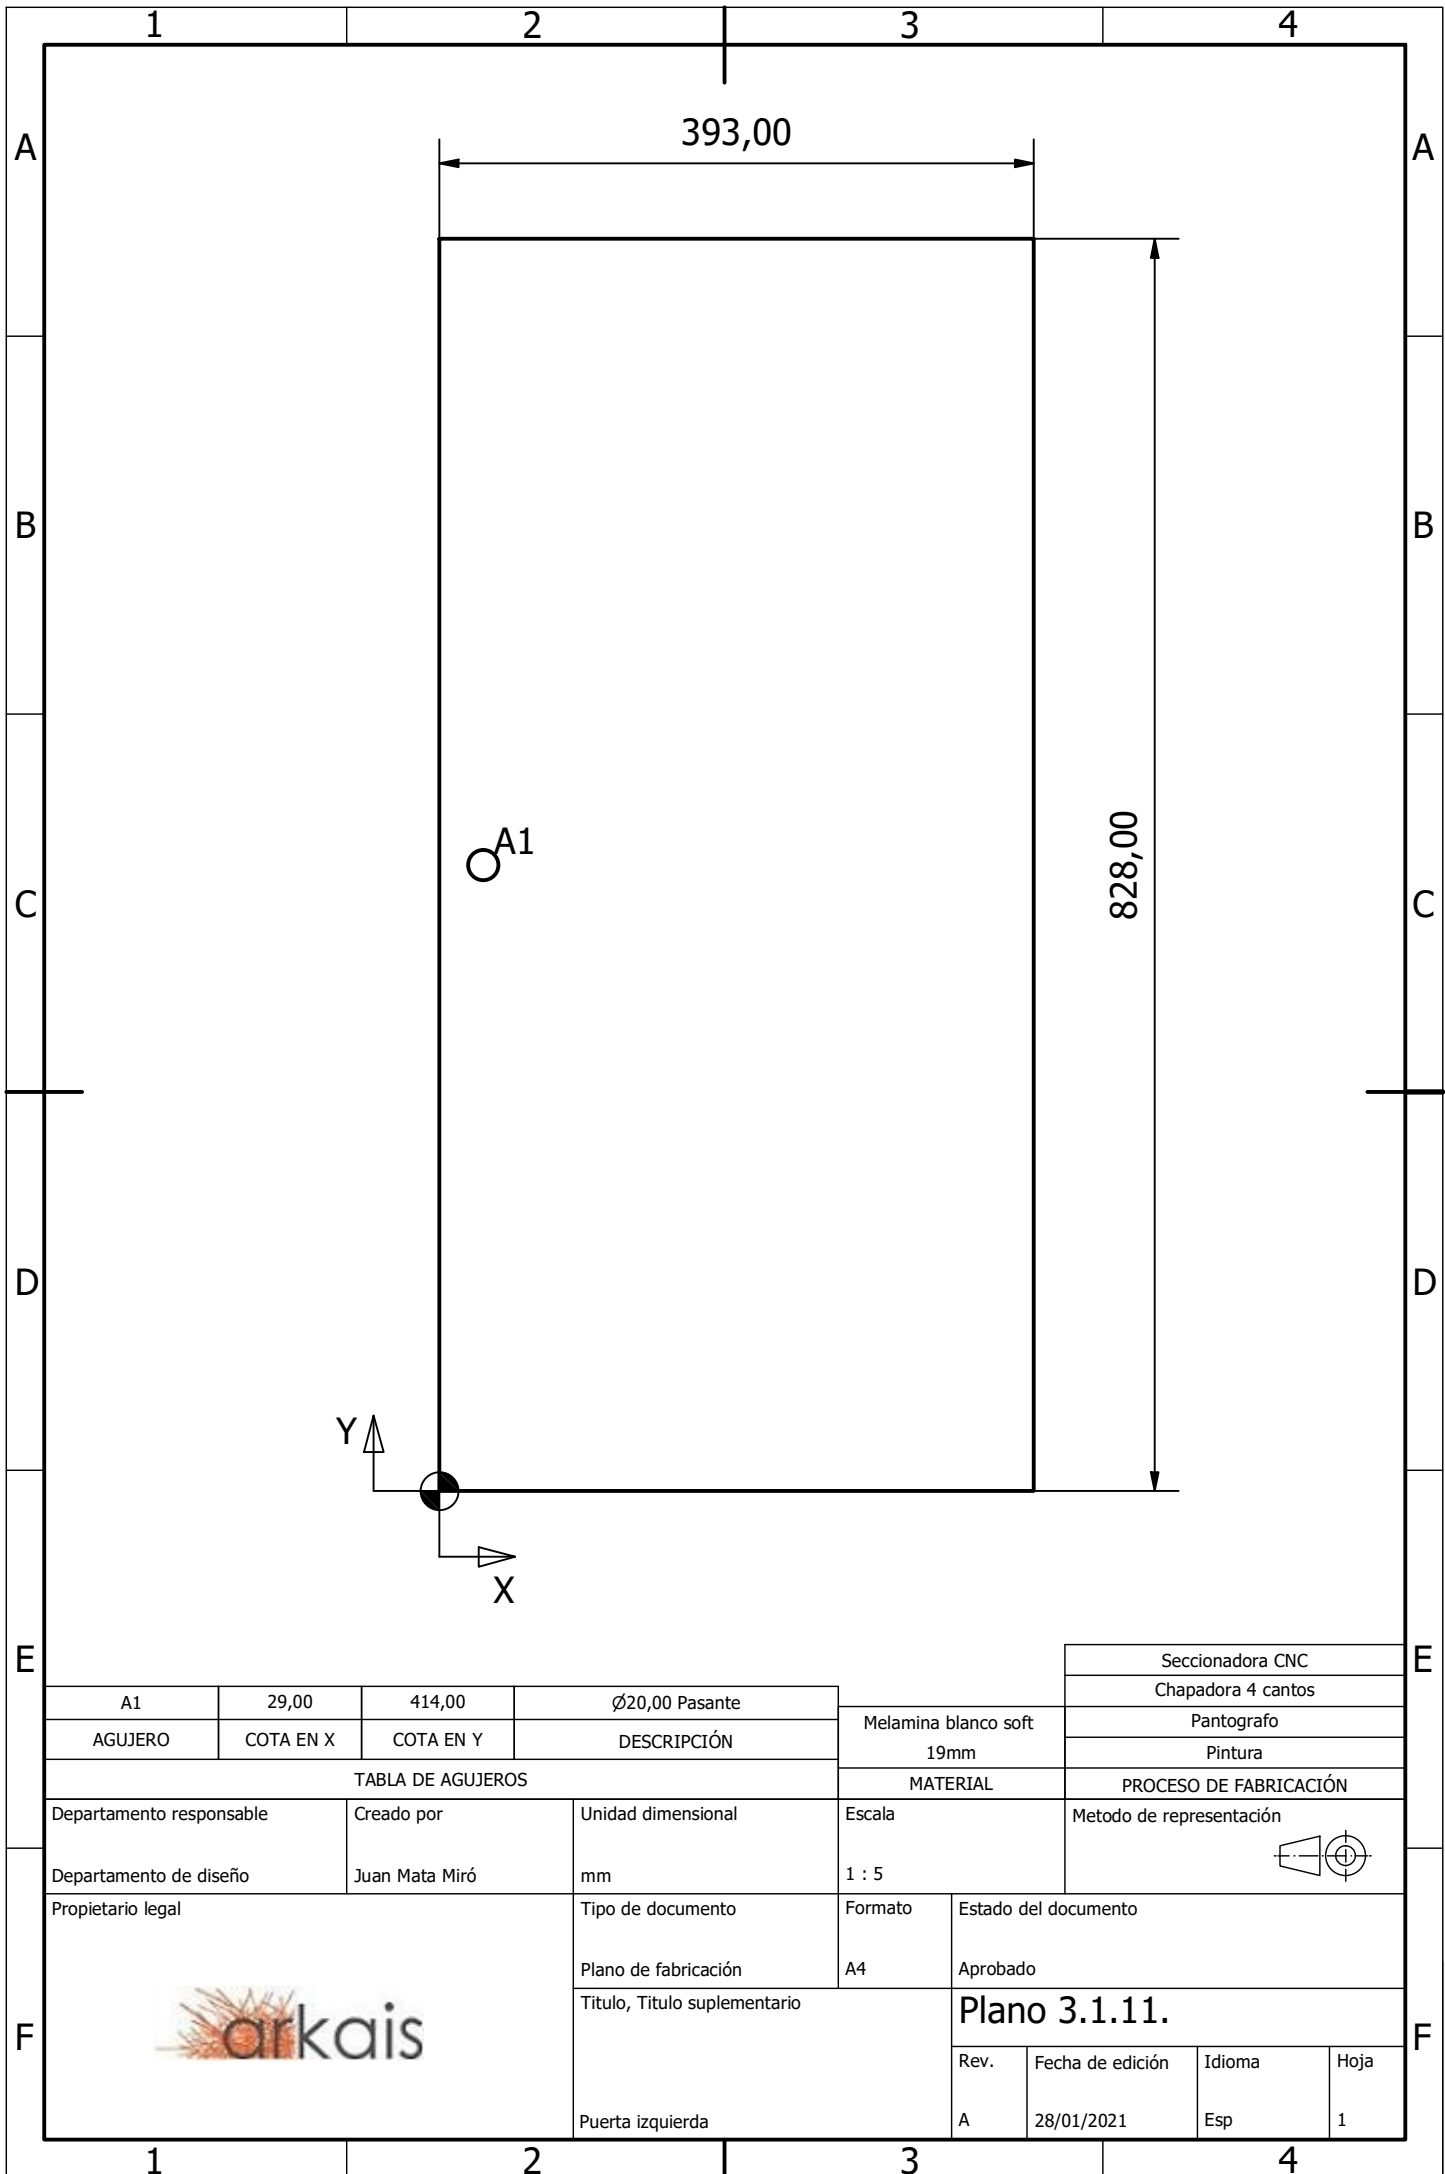 1 2 3 4
A A
393,00
B B
A1
828,00
C C
D D
Y
X
E E
Seccionadora CNC
Chapadora 4 cantos
Pantografo
Pintura
PROCESO DE FABRICACIÓN
A1 29,00 414,00 Ø20,00 Pasante
AGUJERO COTA EN X COTA EN Y DESCRIPCIÓN
TABLA DE AGUJEROS
Melamina blanco soft
19mm
MATERIAL
Departamento responsable
Departamento de diseño
Creado por
Juan Mata Miró
Unidad dimensional
mm
Escala
1 : 5
Metodo de representación
Propietario legal
arkais
Tipo de documento
Plano de fabricación
Formato
A4
Estado del documento
Aprobado
Titulo, Titulo suplementario
Puerta izquierda
Plano 3.1.11.
Rev.
A
Fecha de edición
28/01/2021
Idioma
Esp
Hoja
1
F F
1 2 3 4